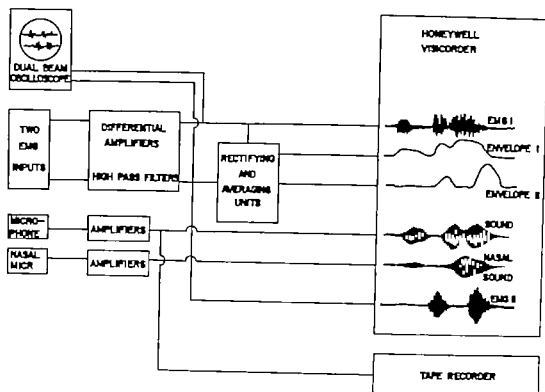 HONEYWELL
VISICORDER
DUAL BEAM
OSCILLOSCOPE
TWO
EMG
INPUTS
DIFFERENTIAL
AMPLIFIERS
HIGH PASS FILTERS
RECTIFYING
AND
AVERAGING
UNITS
EMG I
ENVELOPE I
ENVELOPE II
MICRO-
PHONE
AMPLIFIERS
SOUND
NASAL
MICR
AMPLIFIERS
NASAL
SOUND
EMG II
TAPE RECORDER